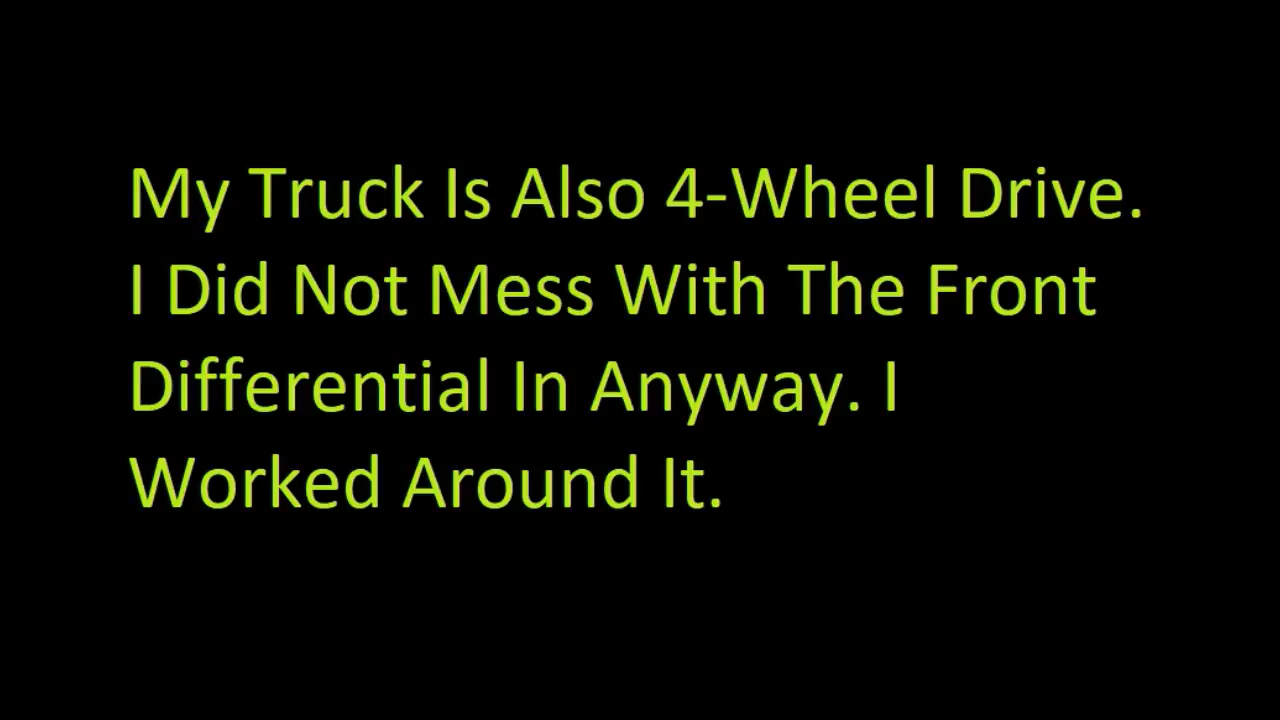 My Truck Is Also 4-Wheel Drive.
I Did Not Mess With The Front
Differential In Anyway. I
Worked Around It.